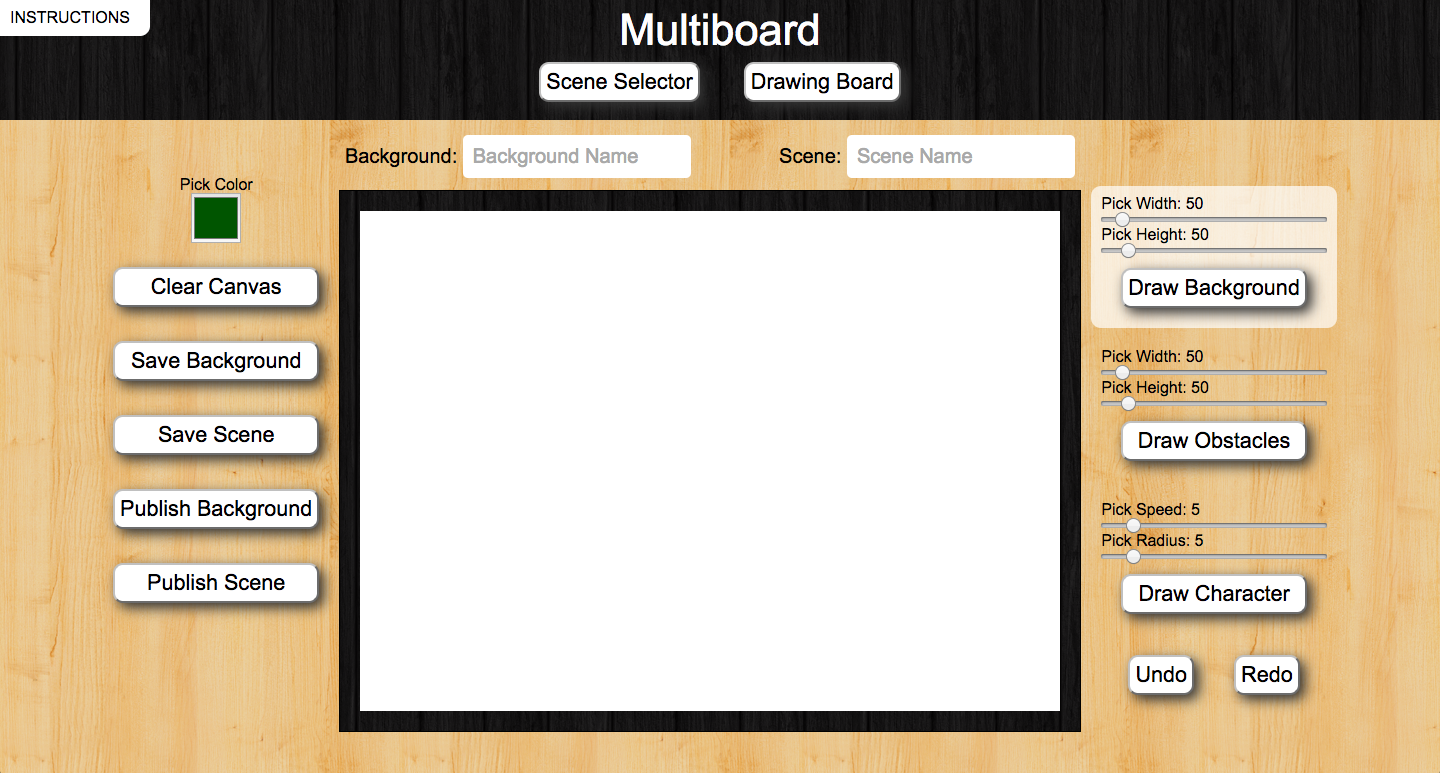 INSTRUCTIONS
Multiboard
Scene Selector
Drawing Board
Background: Background Name
Scene: Scene Name
Pick Color
Clear Canvas
Save Background
Save Scene
Publish Background
Publish Scene
Pick Width: 50
Pick Height: 50
Draw Background
Pick Width: 50
Pick Height: 50
Draw Obstacles
Pick Speed: 5
Pick Radius: 5
Draw Character
Undo
Redo